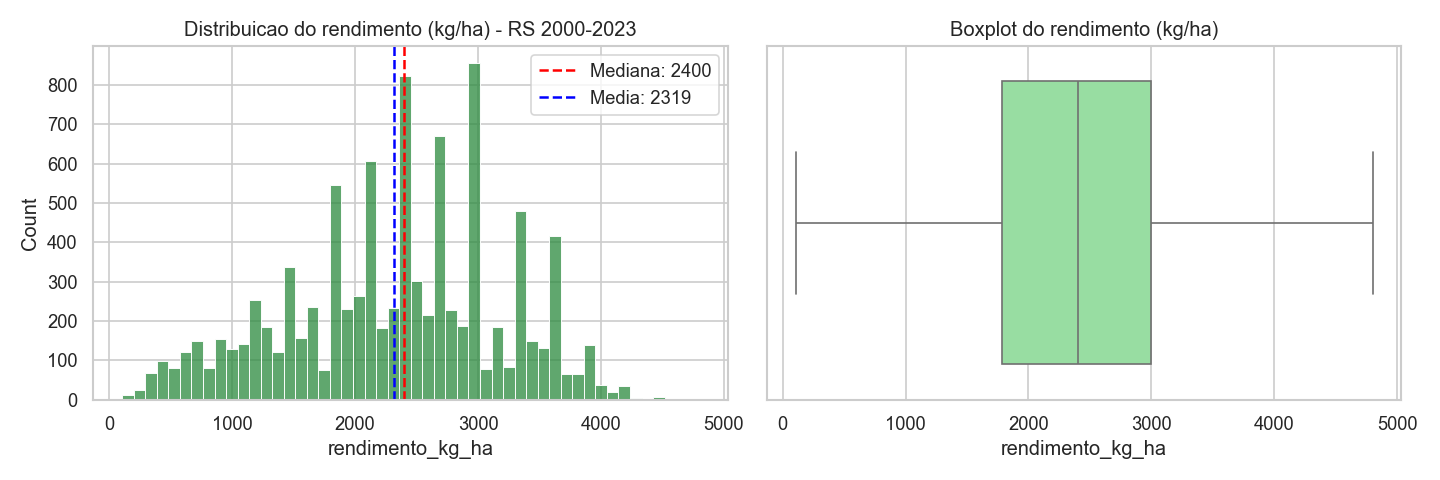 Distribuicao do rendimento (kg/ha) - RS 2000-2023
Mediana: 2400
Media: 2319
Count
800
700
600
500
400
300
200
100
0
0 1000 2000 3000 4000 5000
rendimento_kg_ha
Boxplot do rendimento (kg/ha)
0 1000 2000 3000 4000 5000
rendimento_kg_ha